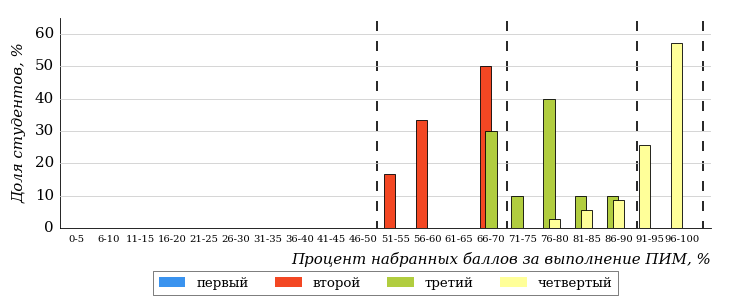 60
50
40
30
20
10
0
Доля студентов, %
0-5 6-10 11-15 16-20 21-25 26-30 31-35 36-40 41-45 46-50 51-55 56-60 61-65 66-70 71-75 76-80 81-85 86-90 91-95 96-100
Процент набранных баллов за выполнение ПИМ, %
первый второй третий четвертый